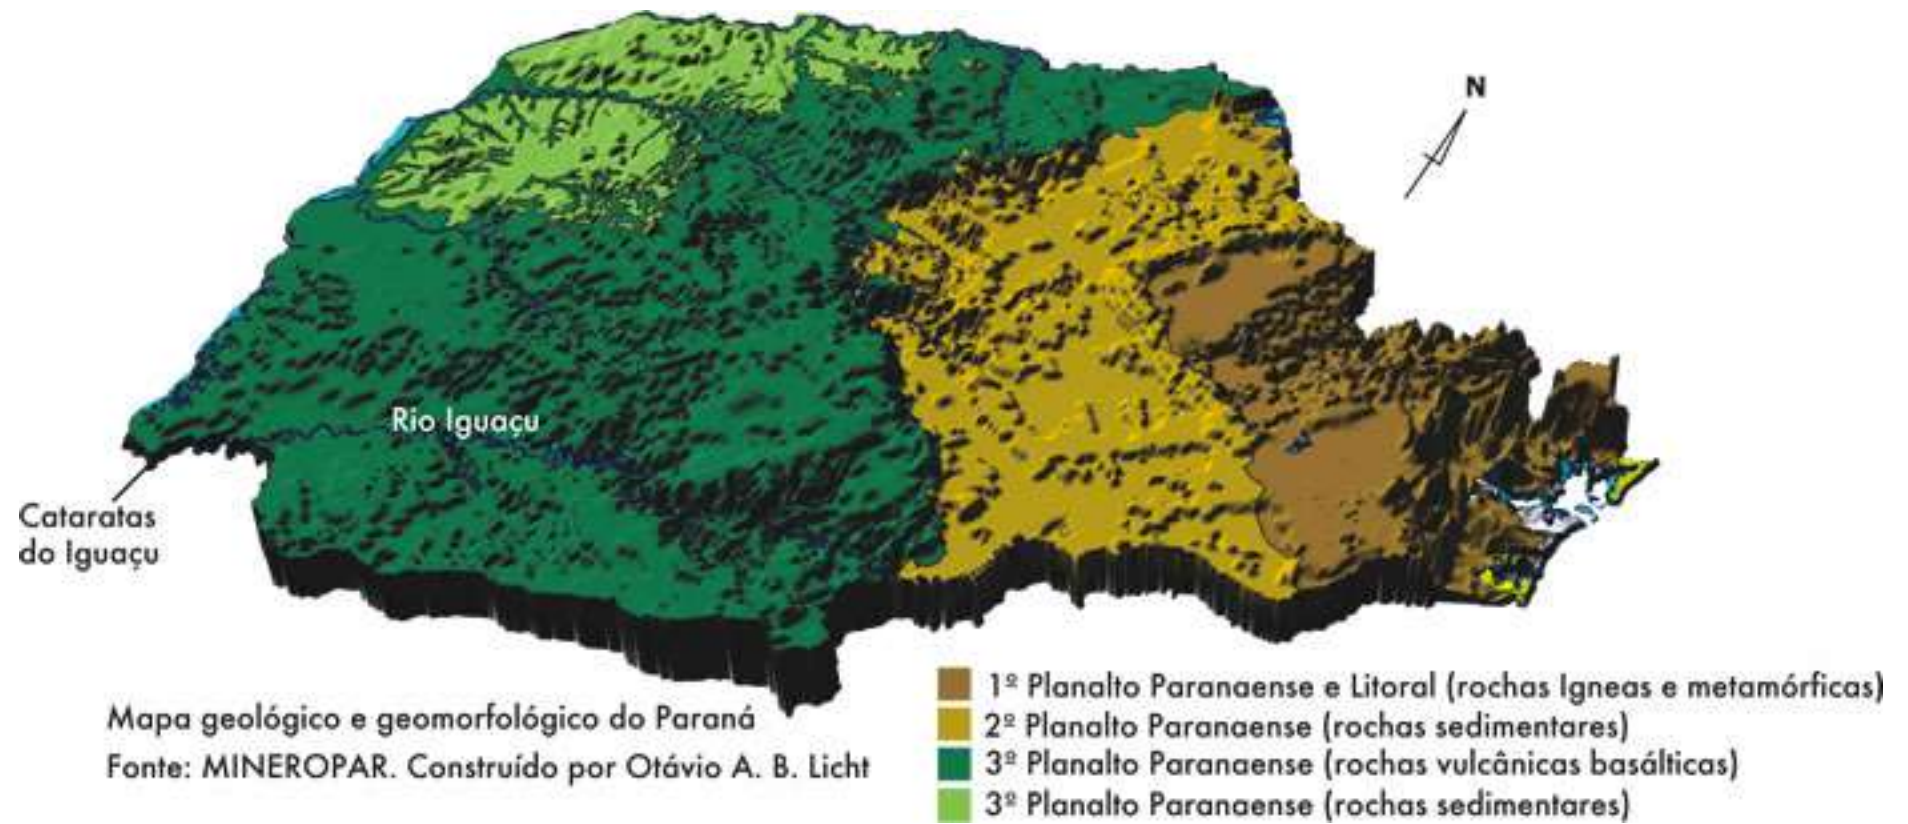 N
Rio Iguaçu
Cataratas
do Iguaçu
Mapa geológico e geomorfológico do Paraná
Fonte: MINEROPAR. Construído por Otávio A. B. Licht
1º Planalto Paranaense e Litoral (rochas Igneas e metamórficas)
2º Planalto Paranaense (rochas sedimentares)
3º Planalto Paranaense (rochas vulcânicas basálticas)
3º Planalto Paranaense (rochas sedimentares)